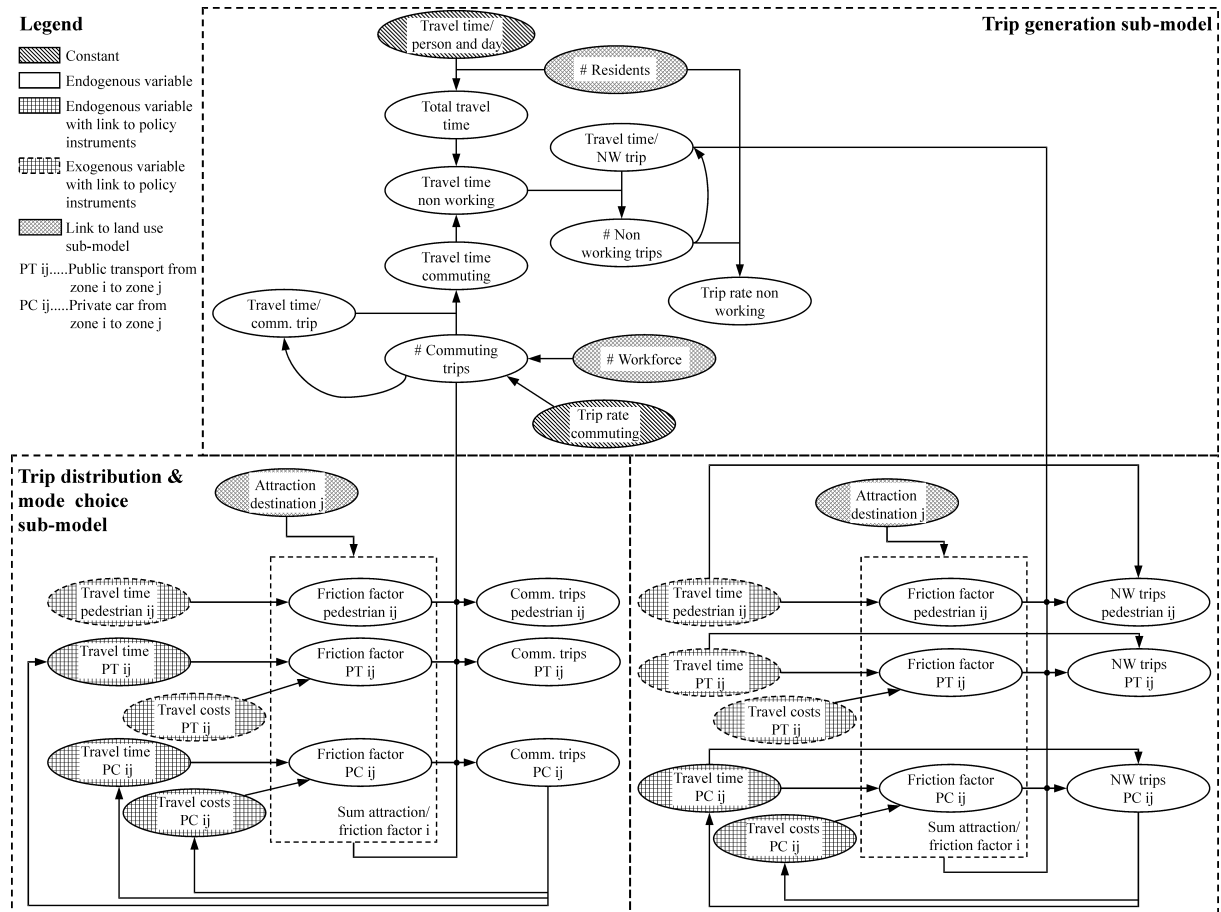 Legend
Constant
Endogenous variable
Endogenous variable
with link to policy
instruments
Exogenous variable
with link to policy
instruments
Link to land use
sub-model
PT ij.....Public transport from
zone i to zone j
PC ij.....Private car from
zone i to zone j
Trip generation sub-model
Travel time/
person and day
# Residents
Total travel
time
Travel time/
NW trip
Travel time
non working
# Non
working trips
Travel time
commuting
Trip rate non
working
Travel time/
comm. trip
# Commuting
trips
# Workforce
Trip rate
commuting
Trip distribution &
mode choice
sub-model
Attraction
destination j
Travel time
pedestrian ij
Friction factor
pedestrian ij
Comm. trips
pedestrian ij
Travel time
PT ij
Friction factor
PT ij
Comm. trips
PT ij
Travel costs
PT ij
Travel time
PC ij
Friction factor
PC ij
Comm. trips
PC ij
Travel costs
PC ij
Sum attraction/
friction factor i
Attraction
destination j
Travel time
pedestrian ij
Friction factor
pedestrian ij
NW trips
pedestrian ij
Travel time
PT ij
Friction factor
PT ij
NW trips
PT ij
Travel costs
PT ij
Travel time
PC ij
Friction factor
PC ij
NW trips
PC ij
Travel costs
PC ij
Sum attraction/
friction factor i